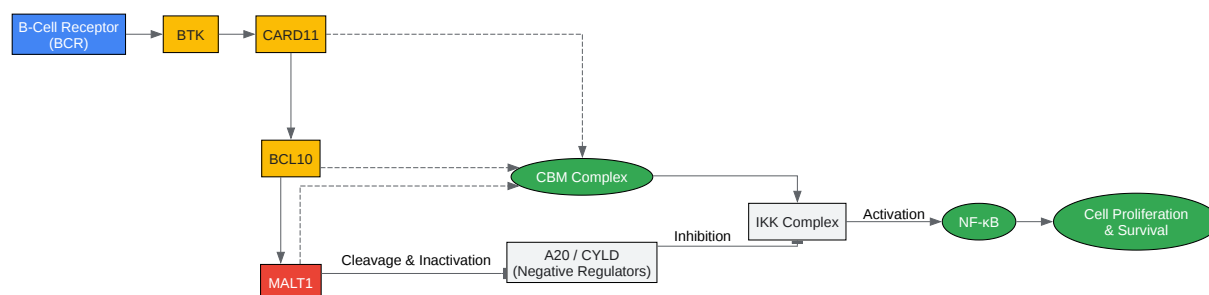 B-Cell Receptor
(BCR)
BTK
CARD11
BCL10
CBM Complex
IKK Complex
Activation
NF-κB
Cell Proliferation
& Survival
Inhibition
A20 / CYLD
(Negative Regulators)
Cleavage & Inactivation
MALT1